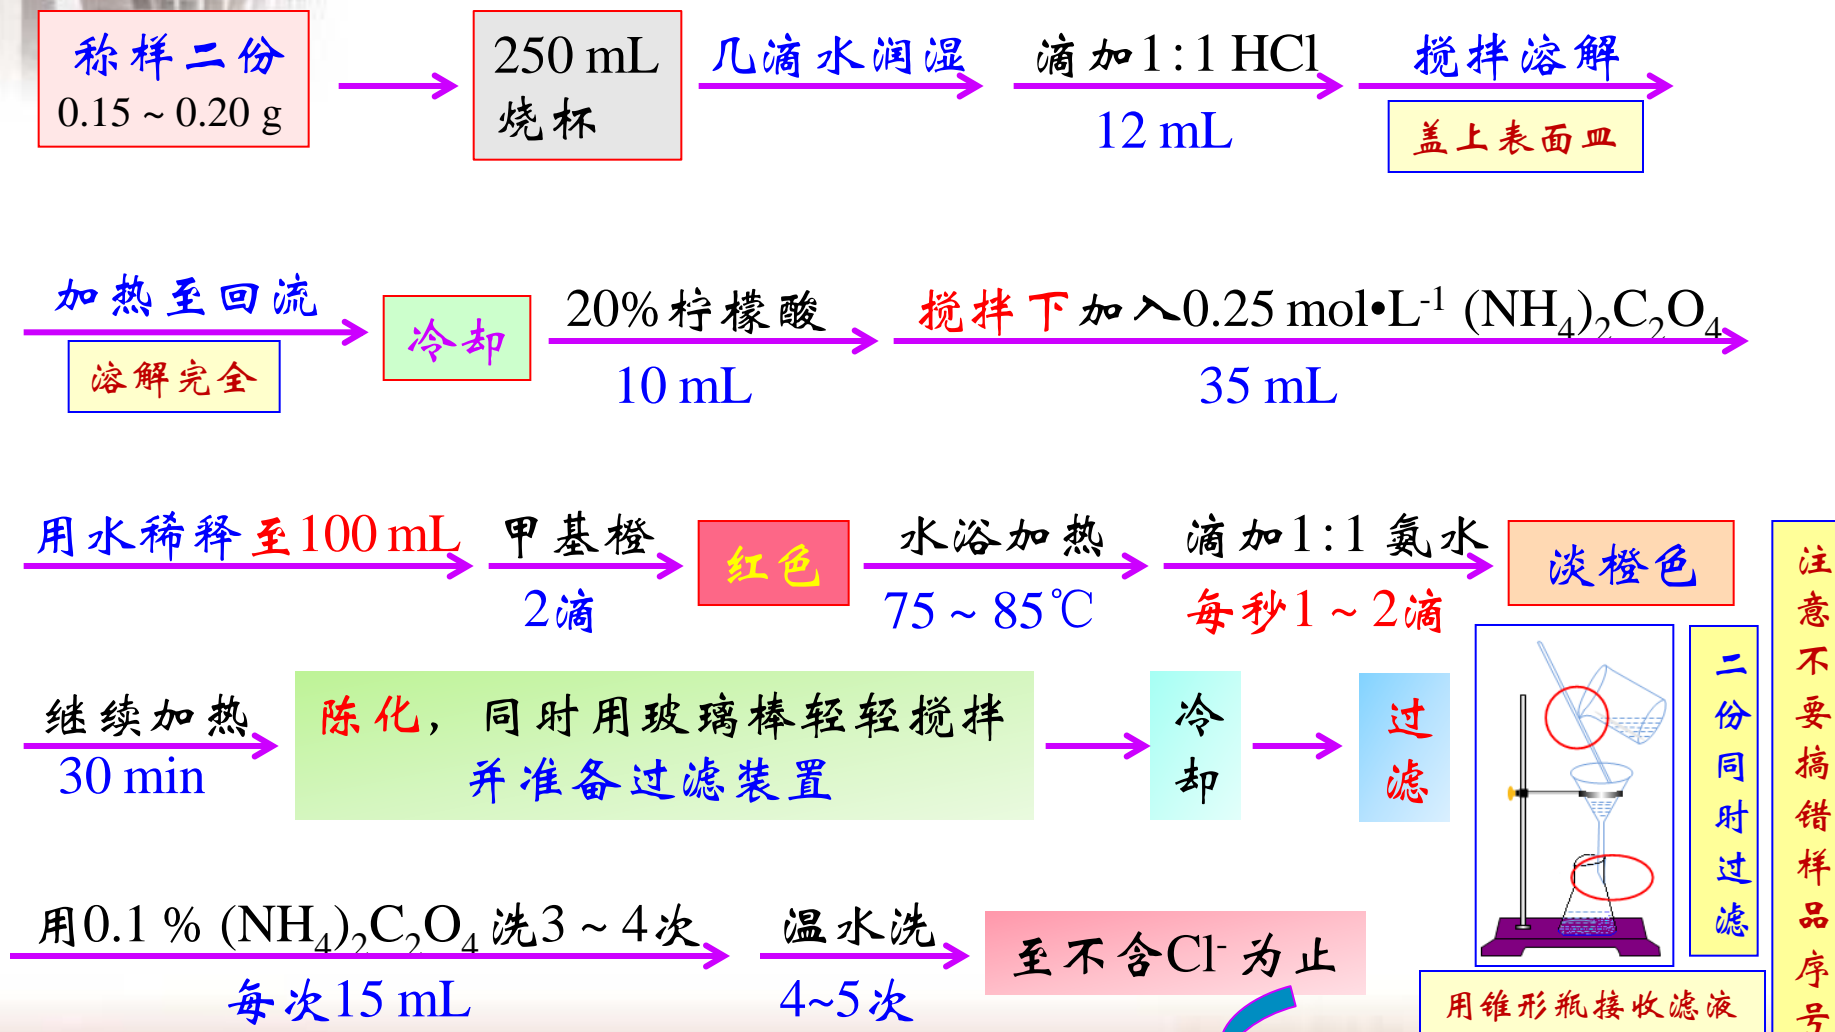 称样二份
0.15 ~ 0.20 g
250 mL
烧杯
几滴水润湿
滴加1 : 1 HCl
12 mL
搅拌溶解
盖上表面皿
加热至回流
溶解完全
冷却
20%柠檬酸
10 mL
搅拌下加入0.25 mol•L-1 (NH4)2C2O4
35 mL
用水稀释至100 mL
甲基橙
2滴
红色
水浴加热
75 ~ 85℃
滴加1 : 1 氨水
每秒1 ~ 2滴
淡橙色
继续加热
30 min
陈化，同时用玻璃棒轻轻搅拌
并准备过滤装置
冷却
过滤
二份同时过滤
注意不要搞错样品序号
用0.1 % (NH4)2C2O4 洗3 ~ 4次
每次15 mL
温水洗
4~5次
至不含Cl- 为止
用锥形瓶接收滤液